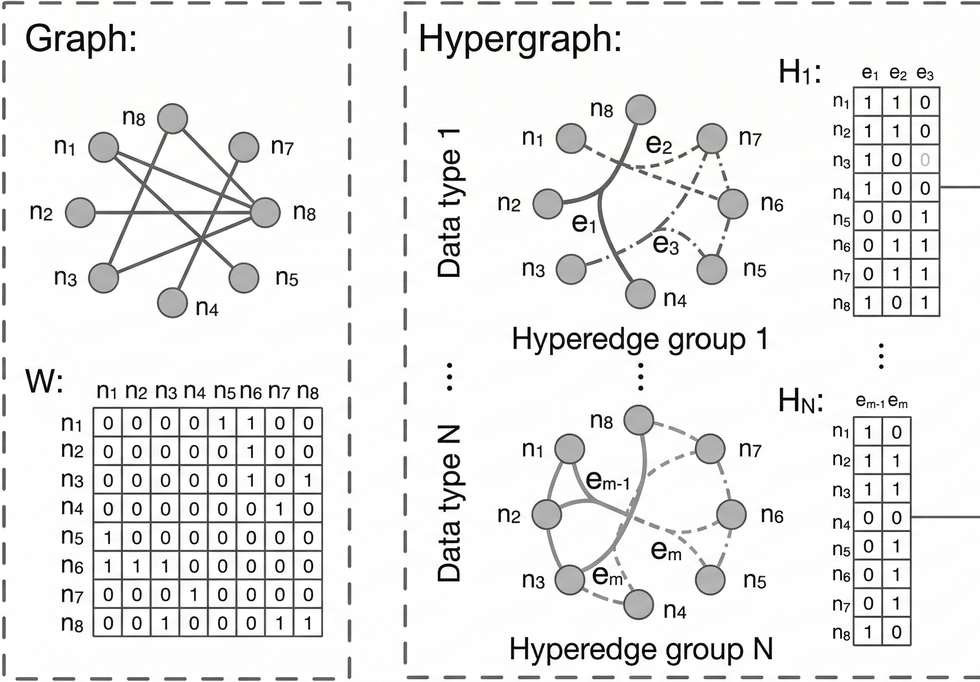 Graph:
n8
n1
n7
n2
n8
n3
n5
n4
W:
n1 n2 n3 n4 n5 n6 n7 n8
n1 0 0 0 0 1 1 0 0
n2 0 0 0 0 0 1 0 0
n3 0 0 0 0 0 1 0 1
n4 0 0 0 0 0 0 1 0
n5 1 0 0 0 0 0 0 0
n6 1 1 1 0 0 0 0 0
n7 0 0 0 1 0 0 0 0
n8 0 0 1 0 0 0 1 1
Hypergraph:
Data type 1
n8
n1
n7
e2
n2
n6
e1
e3
n3
n5
n4
Hyperedge group 1
H1:
e1 e2 e3
n1 1 1 0
n2 1 1 0
n3 1 0 0
n4 1 0 0
n5 0 0 1
n6 0 1 1
n7 0 1 1
n8 1 0 1
Data type N
n8
n1
n7
em-1
n2
n6
em
n3
em
n5
n4
Hyperedge group N
HN:
em-1 em
n1 1 0
n2 1 1
n3 1 1
n4 0 0
n5 0 1
n6 0 1
n7 0 1
n8 1 0